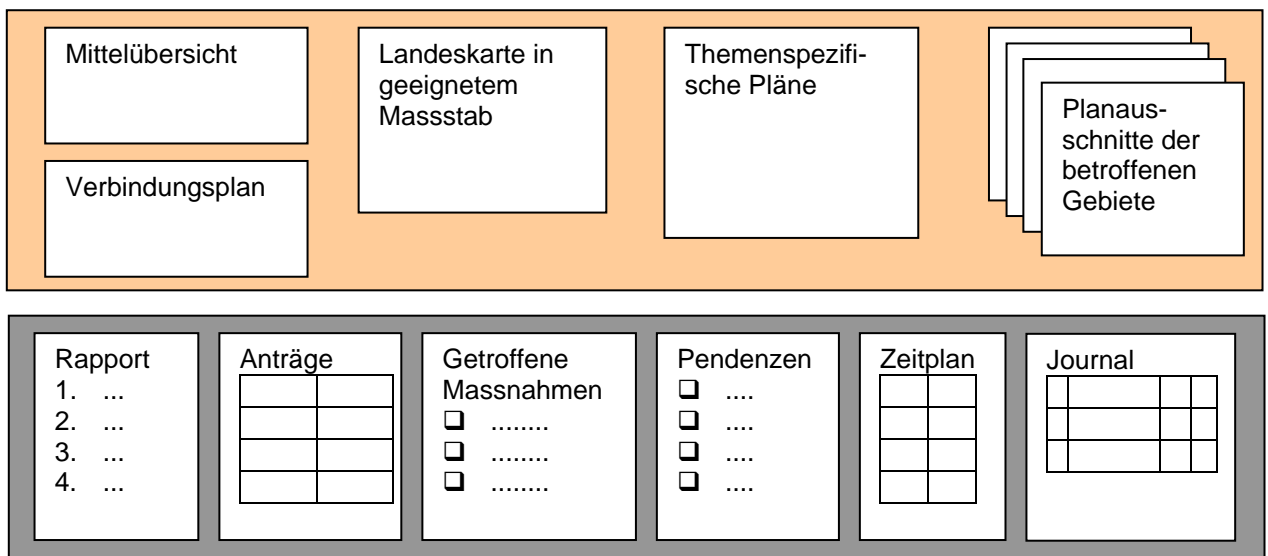 Mittelübersicht
Verbindungsplan
Landeskarte in
geeignetem
Massstab
Themenspezifi-
sche Pläne
Planaus-
schnitte der
betroffenen
Gebiete
Rapport
1. ...
2. ...
3. ...
4. ...
Anträge
Getroffene
Massnahmen
❑ ........
❑ ........
❑ ........
Pendenzen
❑ ....
❑ ....
❑ ....
❑ ....
Zeitplan
Journal